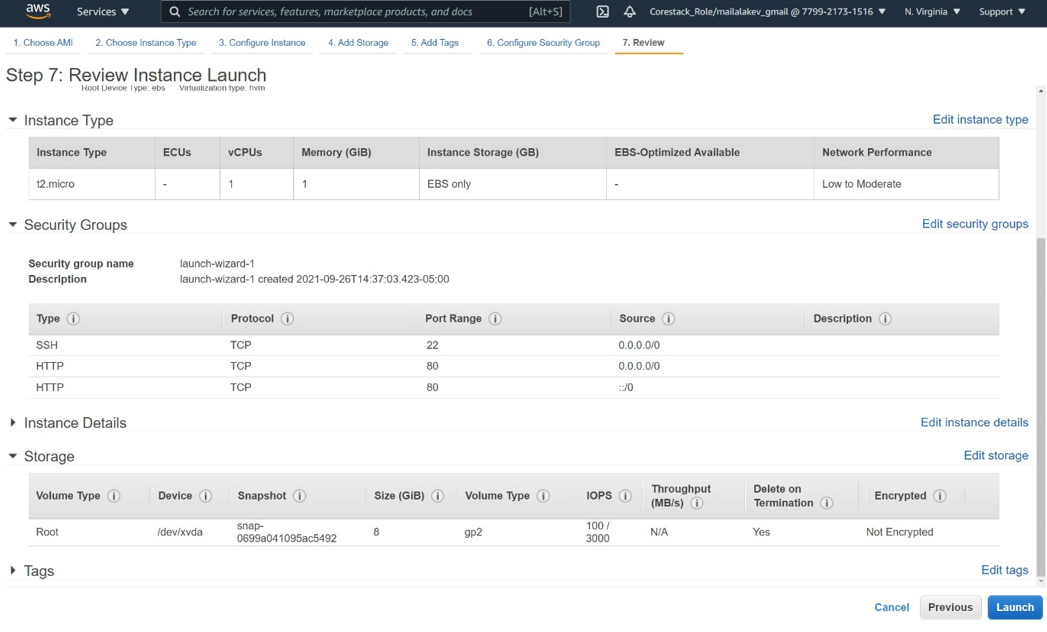 aws Services Search for services, features, marketplace products, and docs [Alt+S] Corestack_Role/mailalakev_gmail @ 7799-2173-1516 N. Virginia Support
1. Choose AMI 2. Choose Instance Type 3. Configure Instance 4. Add Storage 5. Add Tags 6. Configure Security Group 7. Review
Step 7: Review Instance Launch
Root Device Type: ebs Virtualization type: hvm
Instance Type Edit instance type
Instance Type ECUs vCPUs Memory (GiB) Instance Storage (GB) EBS-Optimized Available Network Performance
t2.micro - 1 1 EBS only - Low to Moderate
Security Groups Edit security groups
Security group name launch-wizard-1
Description launch-wizard-1 created 2021-09-26T14:37:03.423-05:00
Type Protocol Port Range Source Description
SSH TCP 22 0.0.0.0/0
HTTP TCP 80 0.0.0.0/0
HTTP TCP 80 ::/0
Instance Details Edit instance details
Storage Edit storage
Volume Type Device Snapshot Size (GiB) Volume Type IOPS Throughput (MB/s) Delete on Termination Encrypted
Root /dev/xvda snap-0699a041095ac5492 8 gp2 100 / 3000 N/A Yes Not Encrypted
Tags Edit tags
Cancel Previous Launch